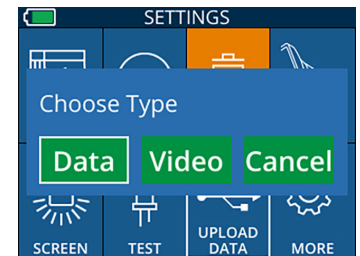 SETTINGS
Choose Type
Data Video Cancel
SCREEN TEST UPLOAD DATA MORE